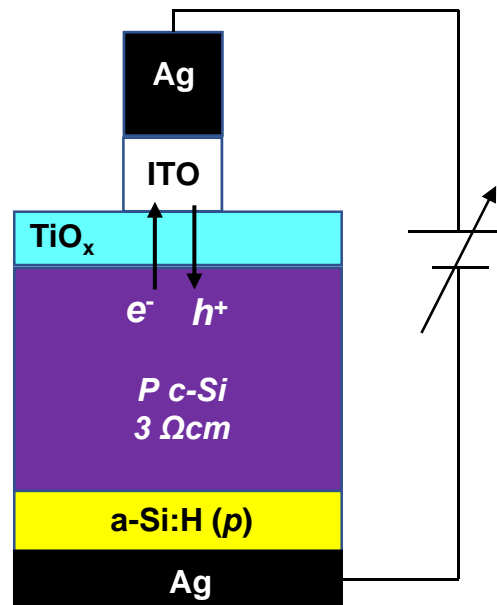 Ag
ITO
TiOₓ
e⁻ h⁺
P c-Si
3 Ωcm
a-Si:H (p)
Ag